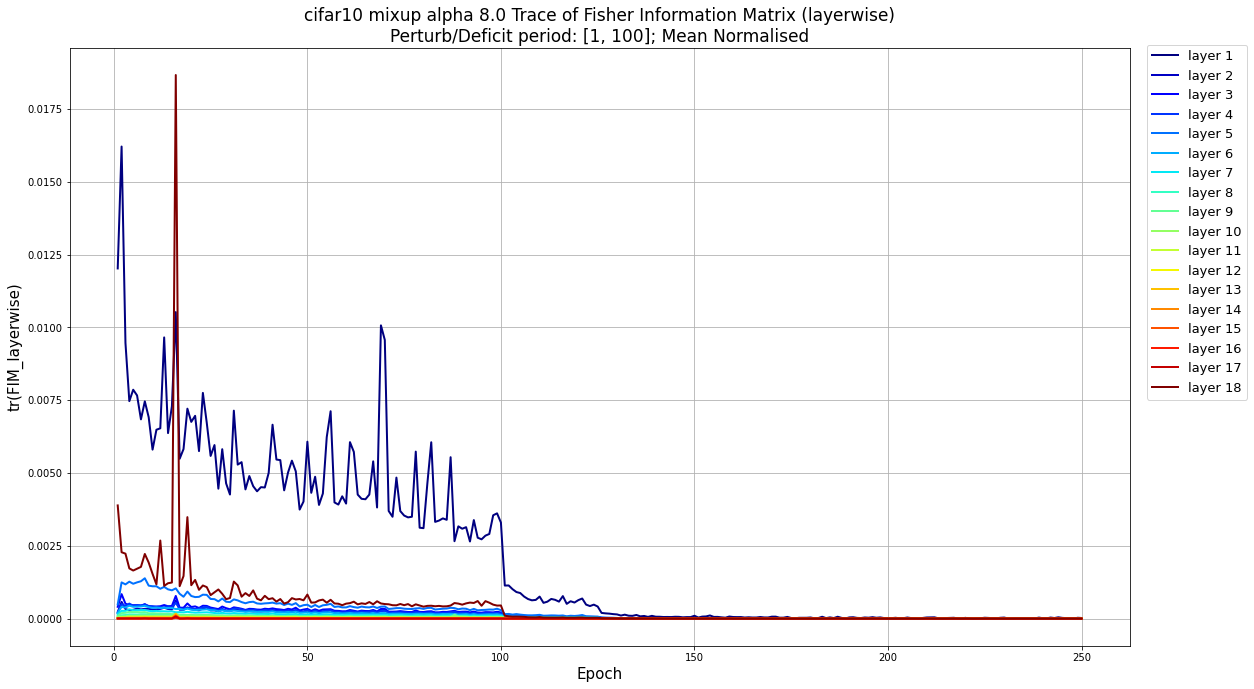 cifar10 mixup alpha 8.0 Trace of Fisher Information Matrix (layerwise)
Perturb/Deficit period: [1, 100]; Mean Normalised
tr(FIM_layerwise)
0.0175
0.0150
0.0125
0.0100
0.0075
0.0050
0.0025
0.0000
0
50
100
150
200
250
Epoch
layer 1
layer 2
layer 3
layer 4
layer 5
layer 6
layer 7
layer 8
layer 9
layer 10
layer 11
layer 12
layer 13
layer 14
layer 15
layer 16
layer 17
layer 18